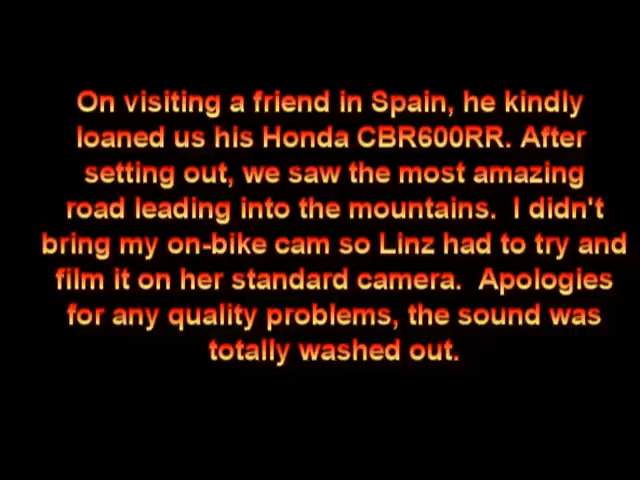 On visiting a friend in Spain, he kindly
loaned us his Honda CBR600RR. After
setting out, we saw the most amazing
road leading into the mountains.  I didn't
bring my on-bike cam so Linz had to try and
film it on her standard camera.  Apologies
for any quality problems, the sound was
totally washed out.